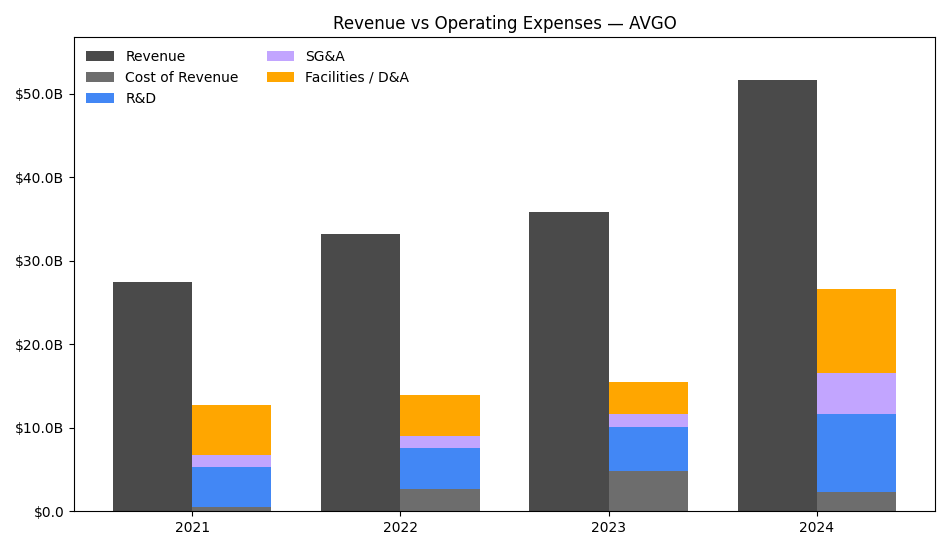 Revenue vs Operating Expenses — AVGO
Revenue
Cost of Revenue
R&D
SG&A
Facilities / D&A
$50.0B
$40.0B
$30.0B
$20.0B
$10.0B
$0.0
2021
2022
2023
2024